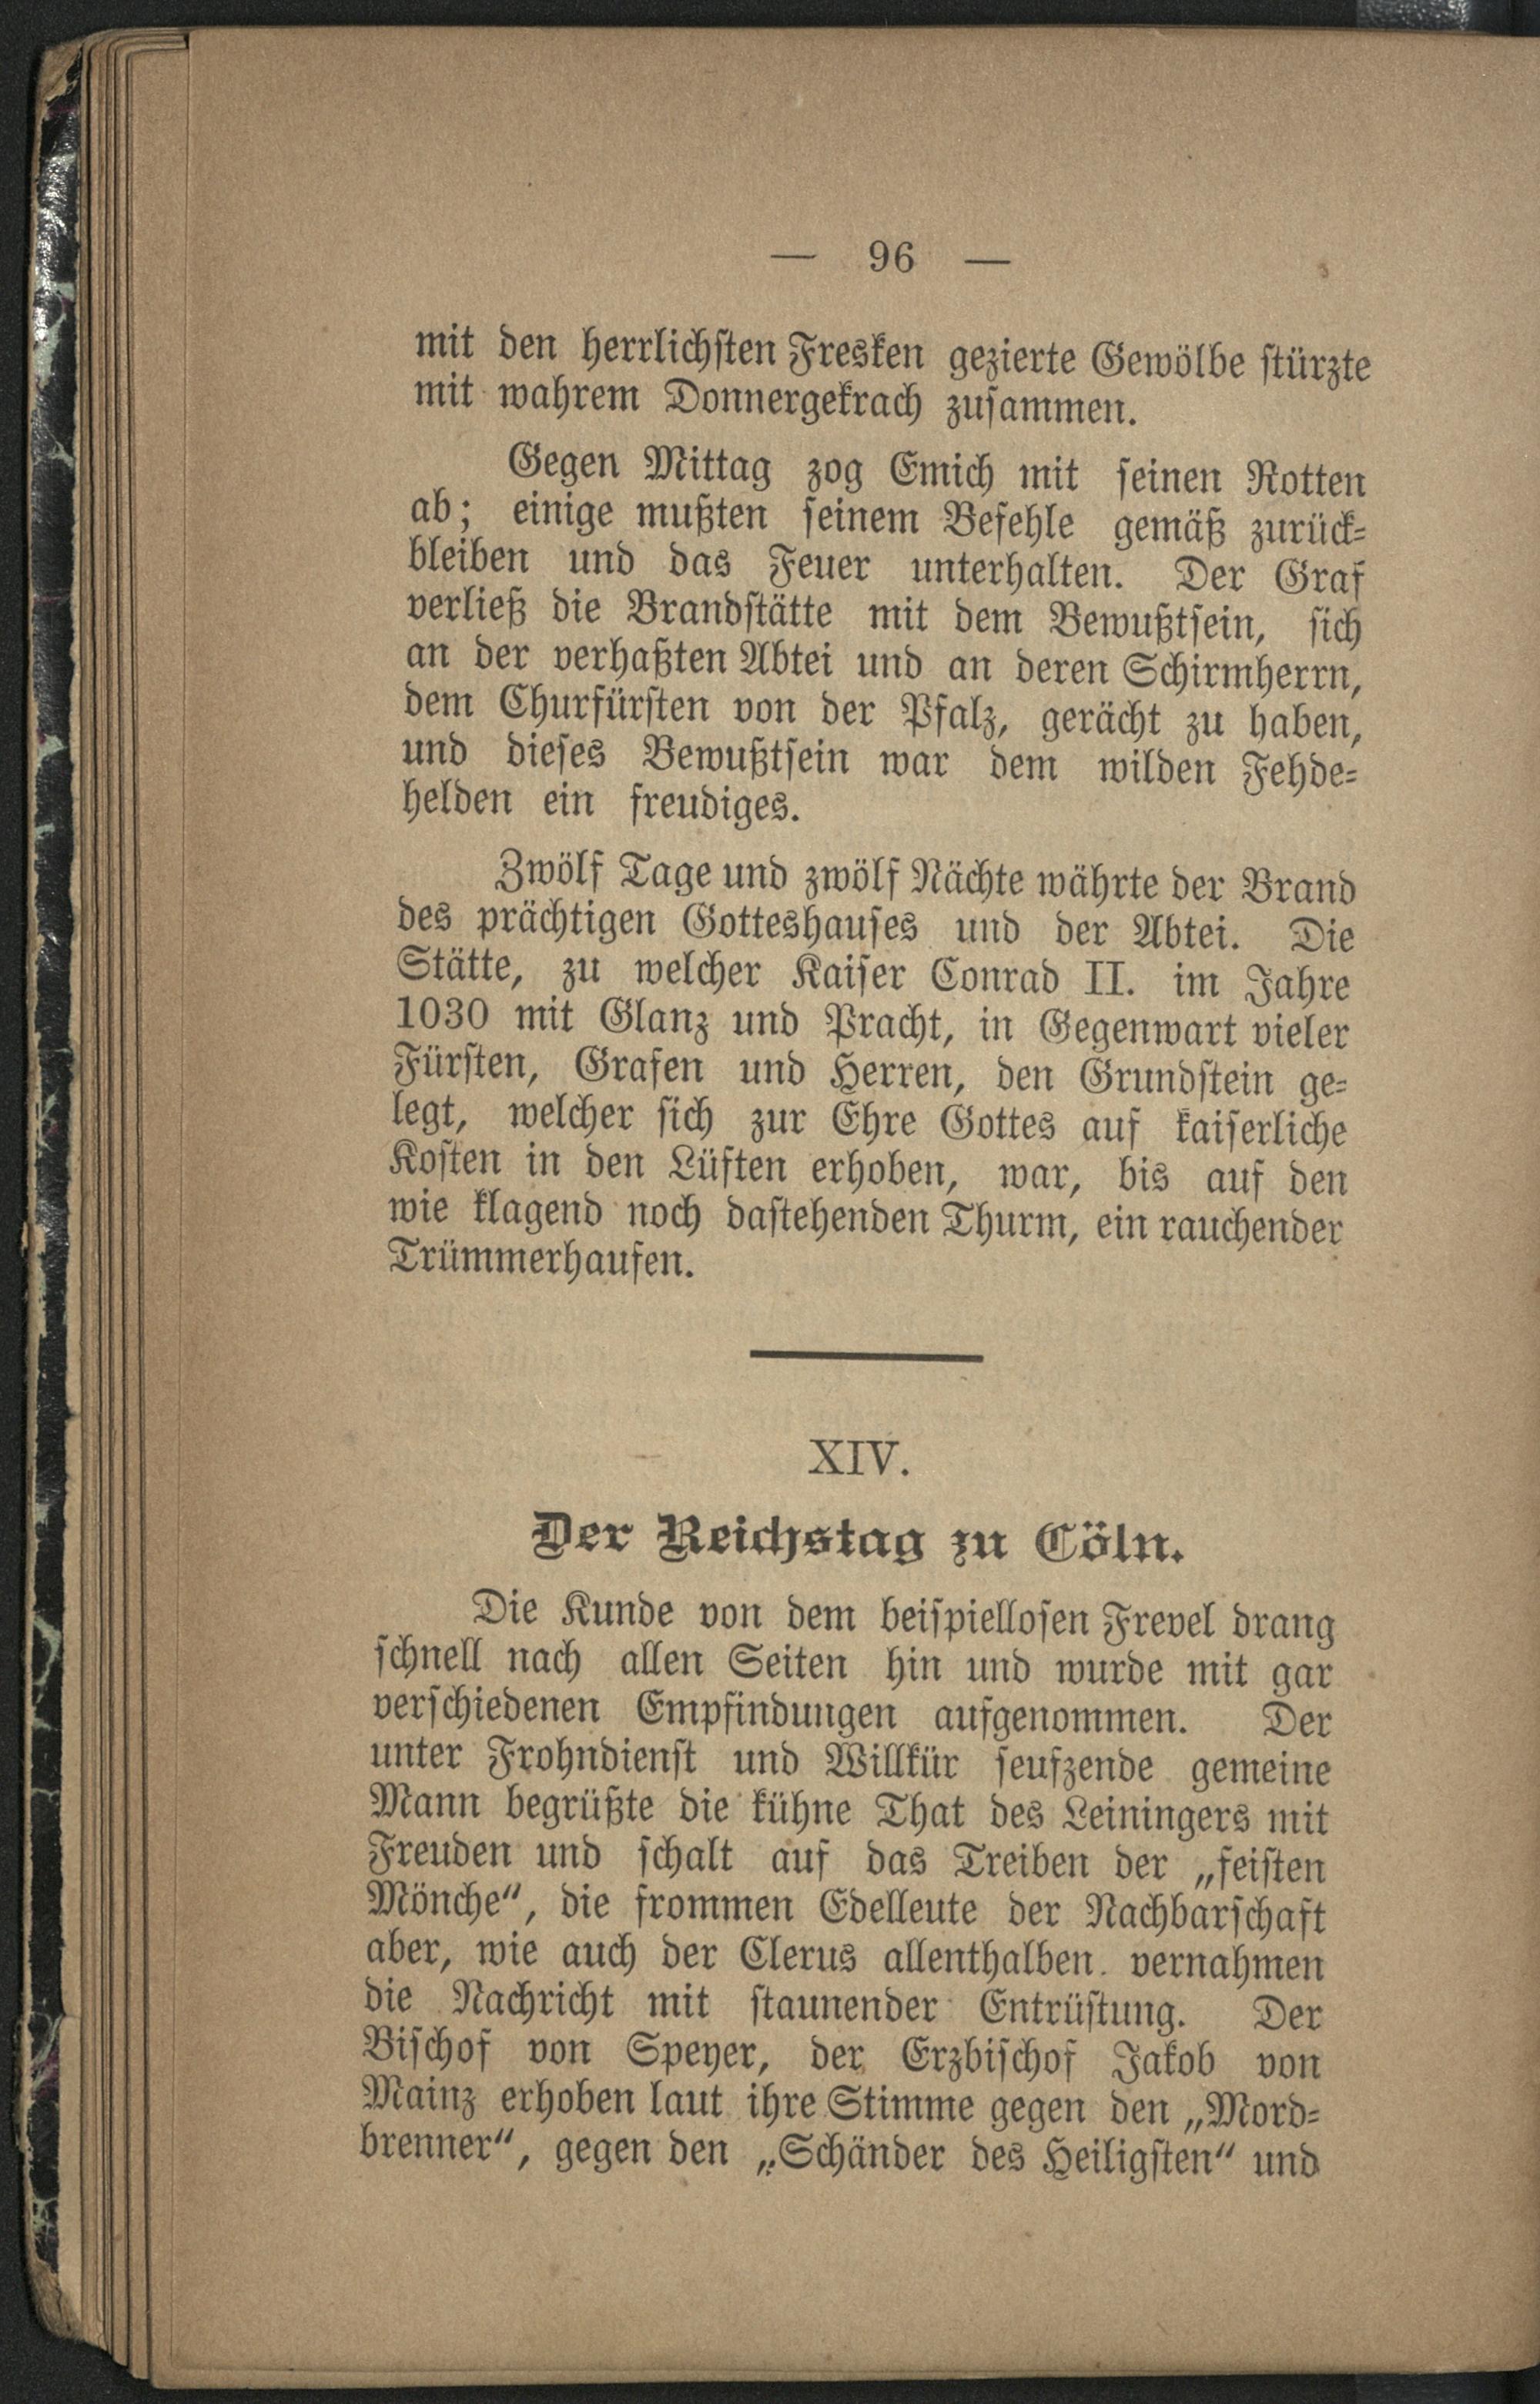 — 96 —
mit den herrlichsten Fresken gezierte Gewölbe stürzte
mit wahrem Donnergekrach zusammen.
Gegen Mittag zog Emich mit seinen Rotten
ab; einige mußten seinem Befehle gemäß zurück-
bleiben und das Feuer unterhalten. Der Graf
verließ die Brandstätte mit dem Bewußtsein, sich
an der verhaßten Abtei und an deren Schirmherrn,
dem Churfürsten von der Pfalz, gerächt zu haben,
und dieses Bewußtsein war dem wilden Fehde-
helden ein freudiges.
Zwölf Tage und zwölf Nächte währte der Brand
des prächtigen Gotteshauses und der Abtei. Die
Stätte, zu welcher Kaiser Conrad II. im Jahre
1030 mit Glanz und Pracht, in Gegenwart vieler
Fürsten, Grafen und Herren, den Grundstein ge-
legt, welcher sich zur Ehre Gottes auf kaiserliche
Kosten in den Lüften erhoben, war, bis auf den
wie klagend noch dastehenden Thurm, ein rauchender
Trümmerhaufen.
XIV.
Der Reichstag zu Cöln.
Die Kunde von dem beispiellosen Frevel drang
schnell nach allen Seiten hin und wurde mit gar
verschiedenen Empfindungen aufgenommen. Der
unter Frohndienst und Willkür seufzende gemeine
Mann begrüßte die kühne That des Leiningers mit
Freuden und schalt auf das Treiben der „feisten
Mönche“, die frommen Edelleute der Nachbarschaft
aber, wie auch der Clerus allenthalben vernahmen
die Nachricht mit staunender Entrüstung. Der
Bischof von Speyer, der Erzbischof Jakob von
Mainz erhoben laut ihre Stimme gegen den „Mord-
brenner“, gegen den „Schänder des Heiligsten“ und